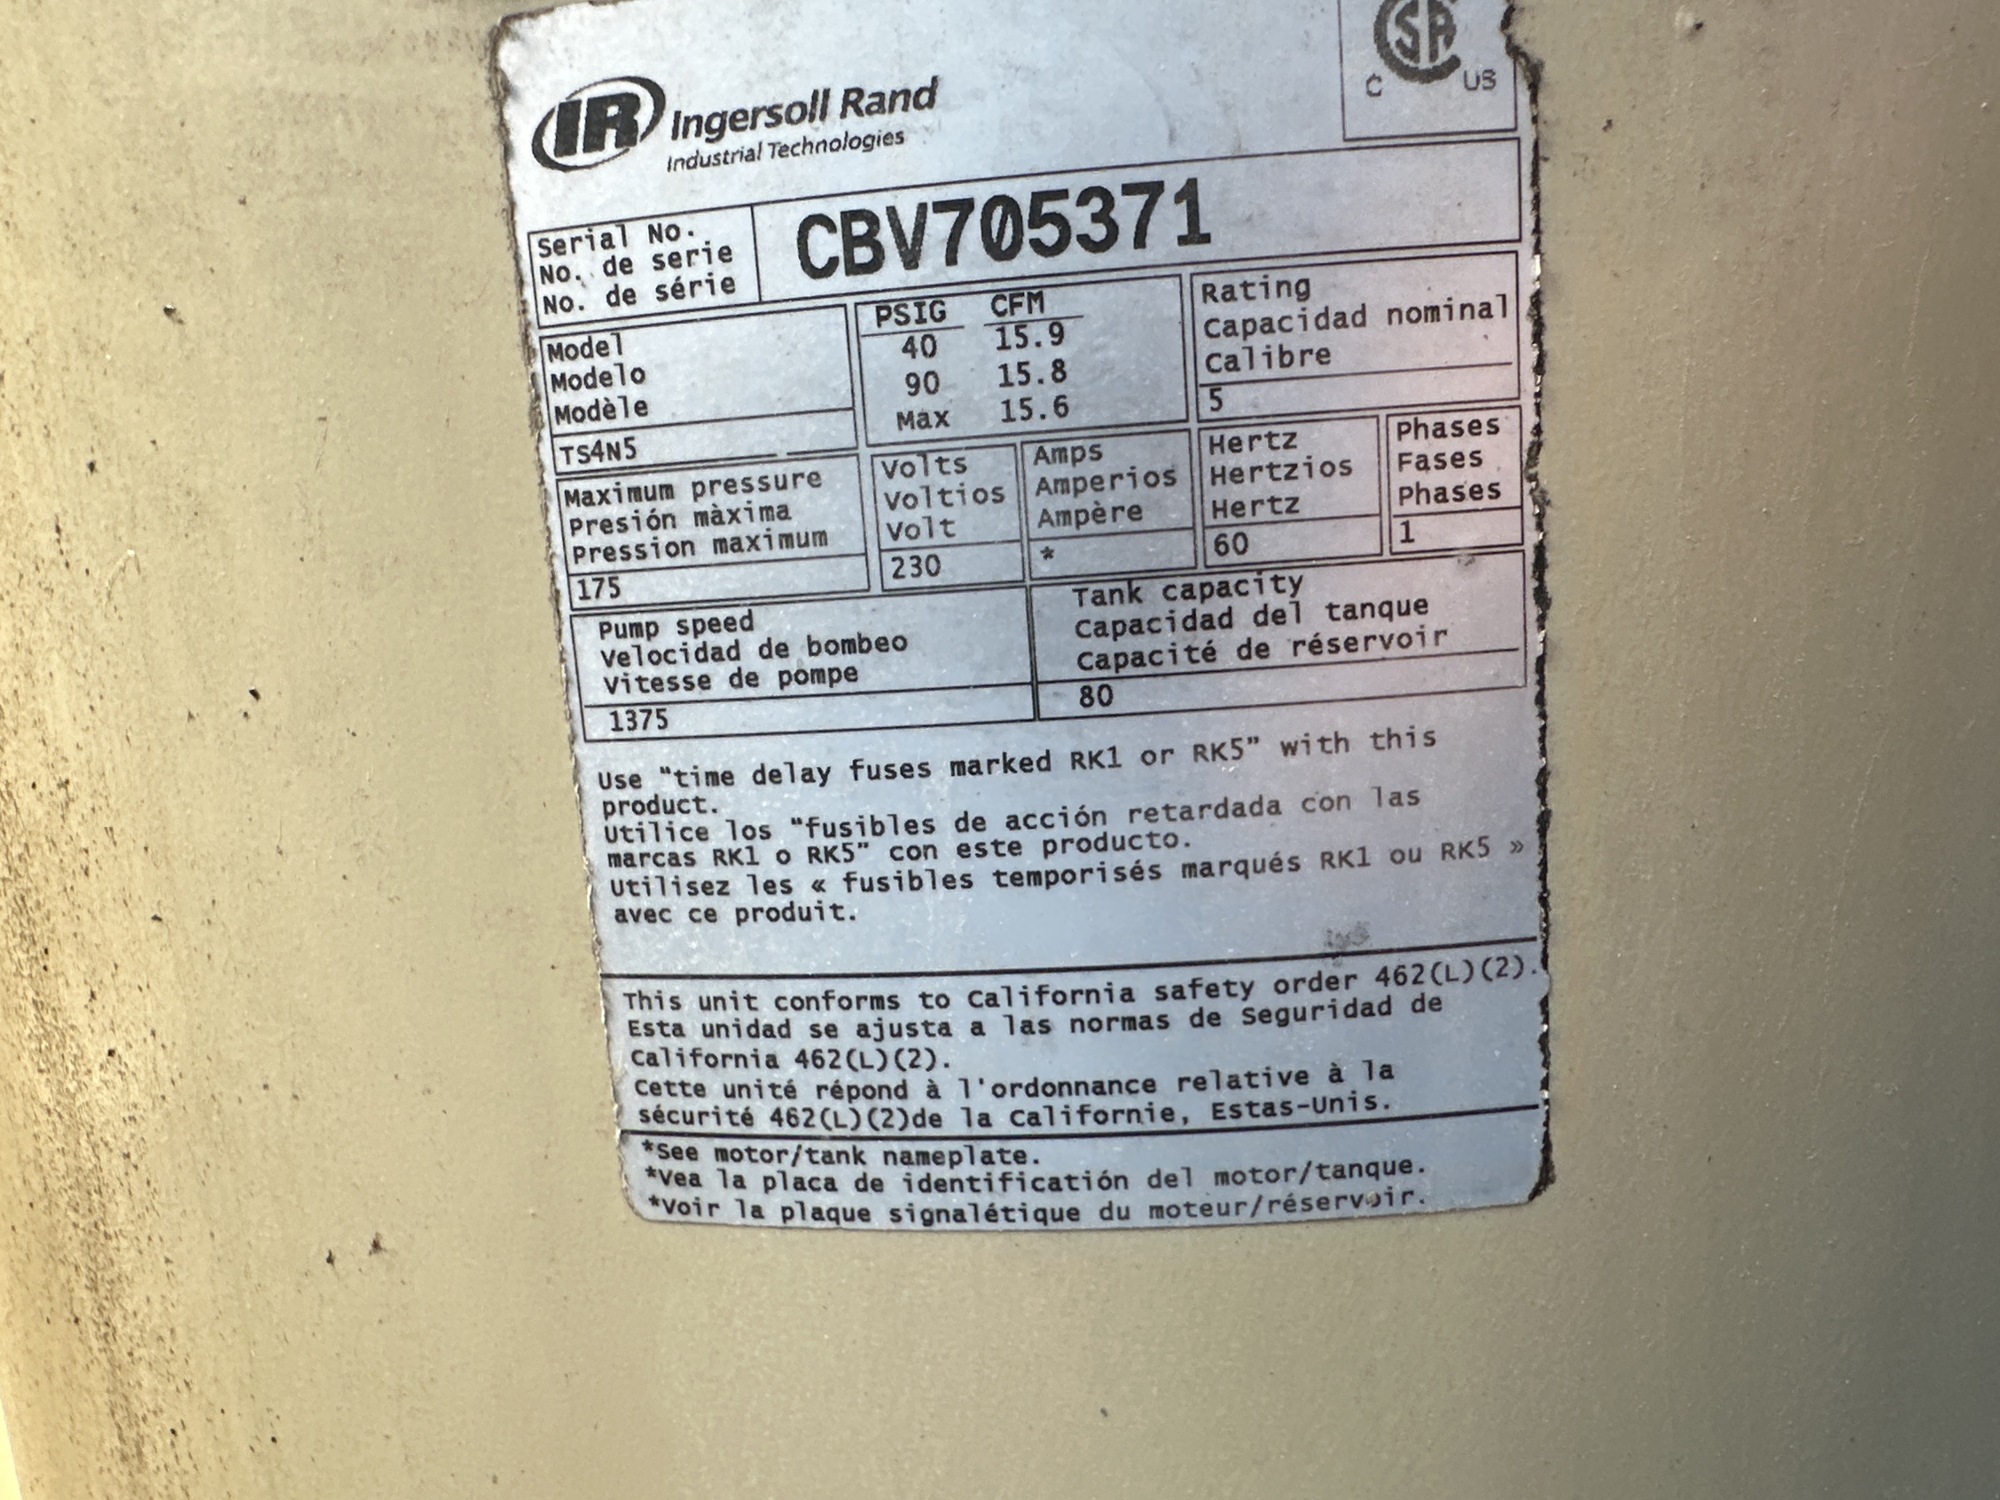 CSA
C US
IR Ingersoll Rand
Industrial Technologies
Serial No.
No. de serie
No. de série
CBV705371
Model
Modelo
Modèle
TS4N5
PSIG CFM
40 15.9
90 15.8
Max 15.6
Rating
Capacidad nominal
Calibre
5
Maximum pressure
Presión màxima
Pression maximum
175
Volts
Voltios
Volt
230
Amps
Amperios
Ampère
*
Hertz
Hertzios
Hertz
60
Phases
Fases
Phases
1
Pump speed
Velocidad de bombeo
Vitesse de pompe
1375
Tank capacity
Capacidad del tanque
Capacité de réservoir
80
Use "time delay fuses marked RK1 or RK5" with this
product.
Utilice los "fusibles de acción retardada con las
marcas RK1 o RK5" con este producto.
Utilisez les « fusibles temporisés marqués RK1 ou RK5 »
avec ce produit.
This unit conforms to California safety order 462(L)(2).
Esta unidad se ajusta a las normas de Seguridad de
California 462(L)(2).
Cette unité répond à l'ordonnance relative à la
sécurité 462(L)(2)de la Californie, Estas-Unis.
*See motor/tank nameplate.
*Vea la placa de identificatión del motor/tanque.
*Voir la plaque signalétique du moteur/réservoir.